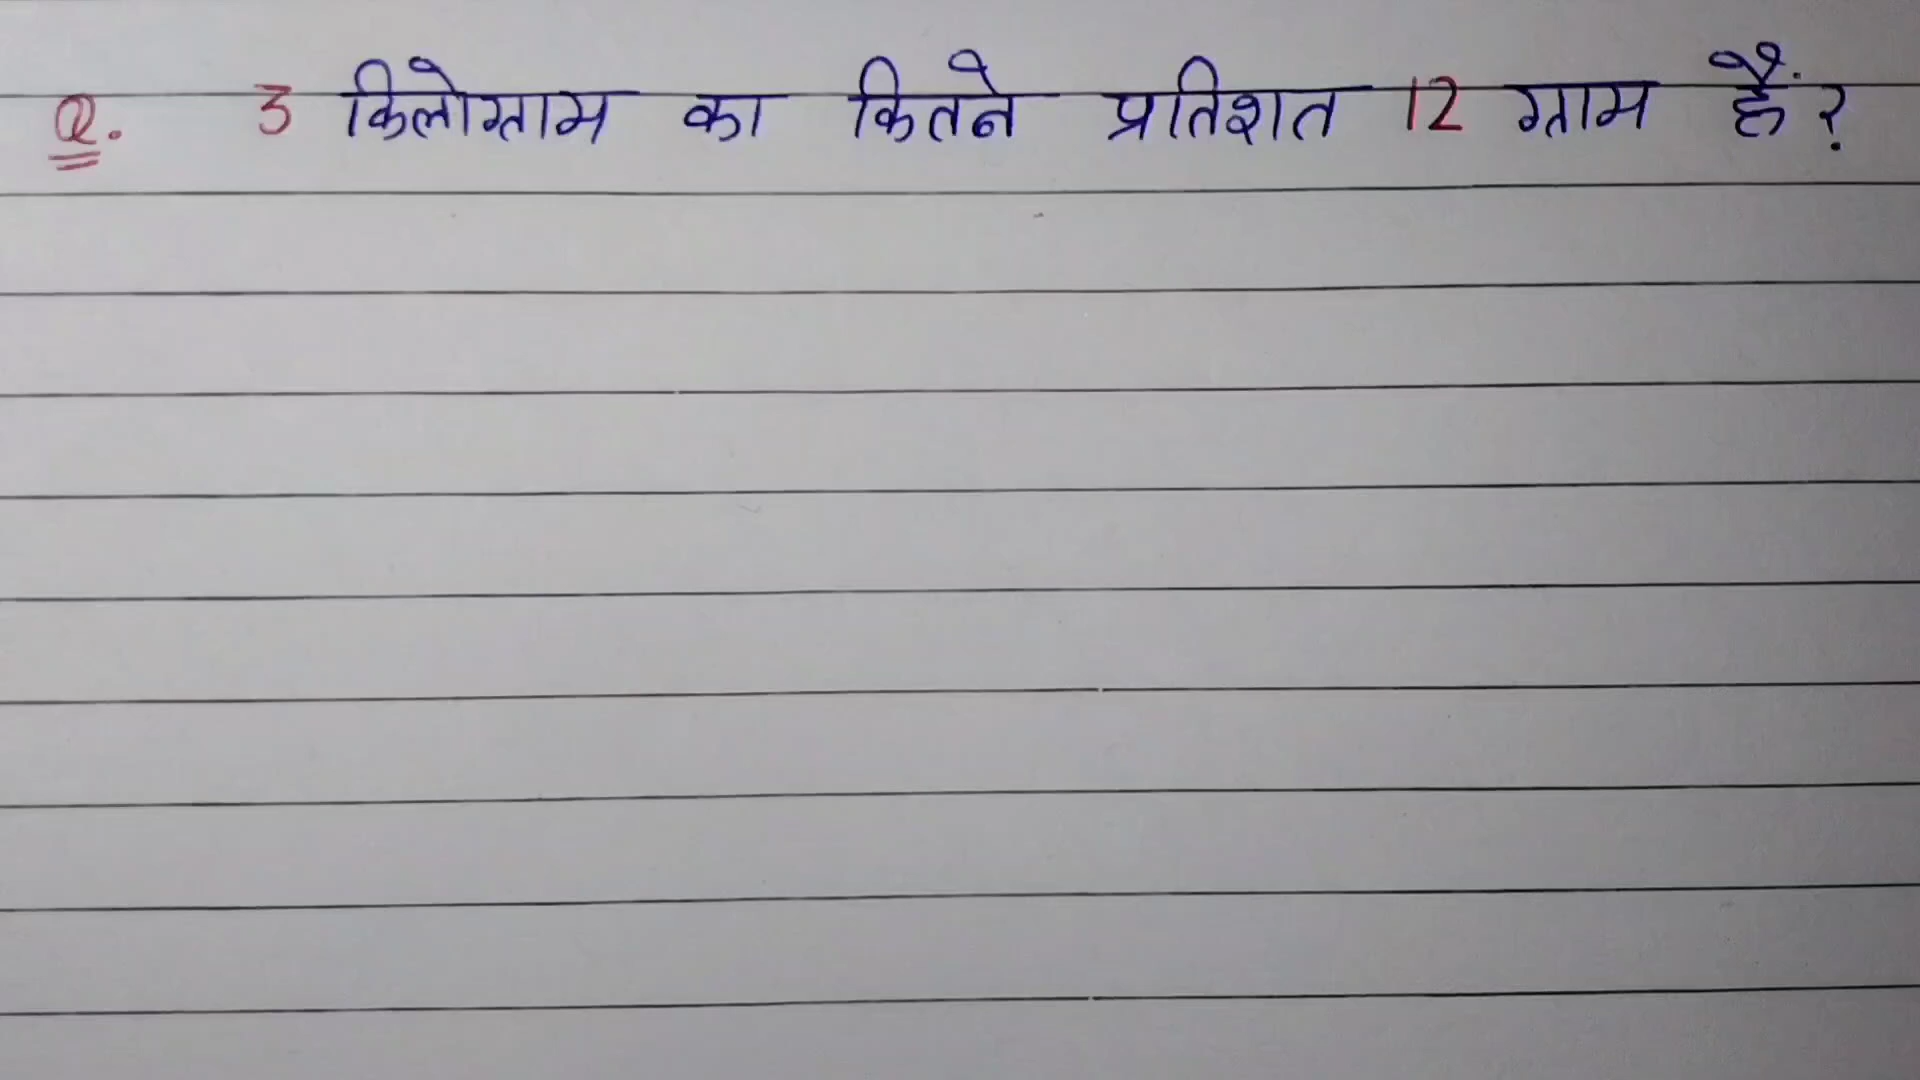 Q. 3 किलोग्राम का कितने प्रतिशत 12 ग्राम हैं?